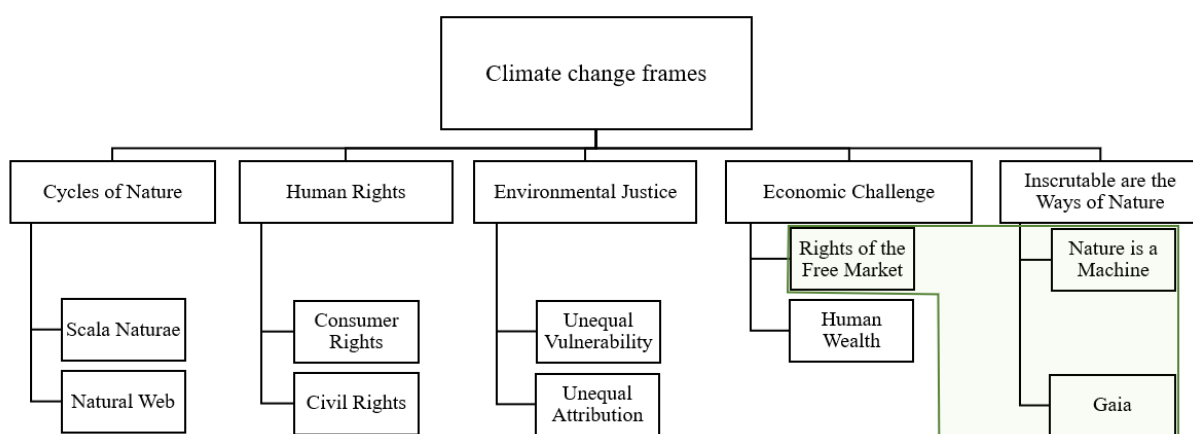 Climate change frames
Cycles of Nature
Human Rights
Environmental Justice
Economic Challenge
Inscrutable are the
Ways of Nature
Rights of the
Free Market
Nature is a
Machine
Scala Naturae
Consumer
Rights
Unequal
Vulnerability
Human
Wealth
Natural Web
Civil Rights
Unequal
Attribution
Gaia